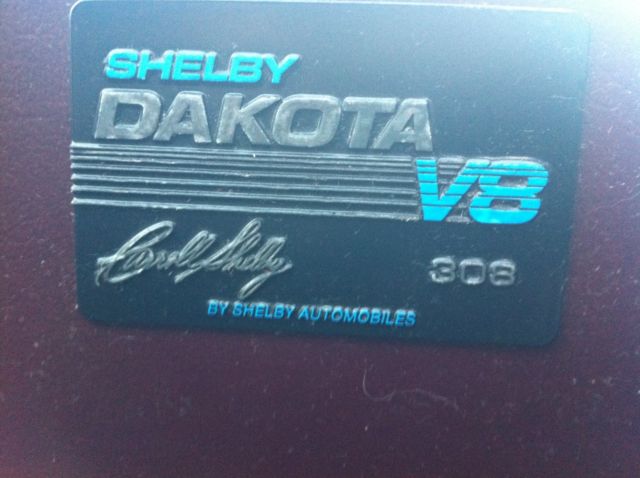 SHELBY
DAKOTA
V8
Carroll Shelby
308
BY SHELBY AUTOMOBILES